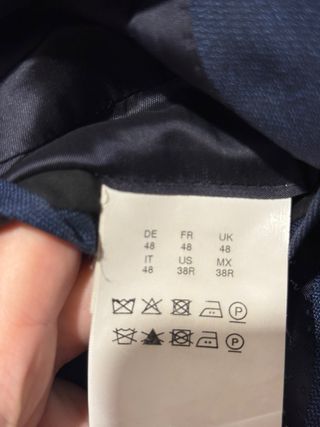 DE FR UK
48 48 48
IT US MX
48 38R 38R
P
P